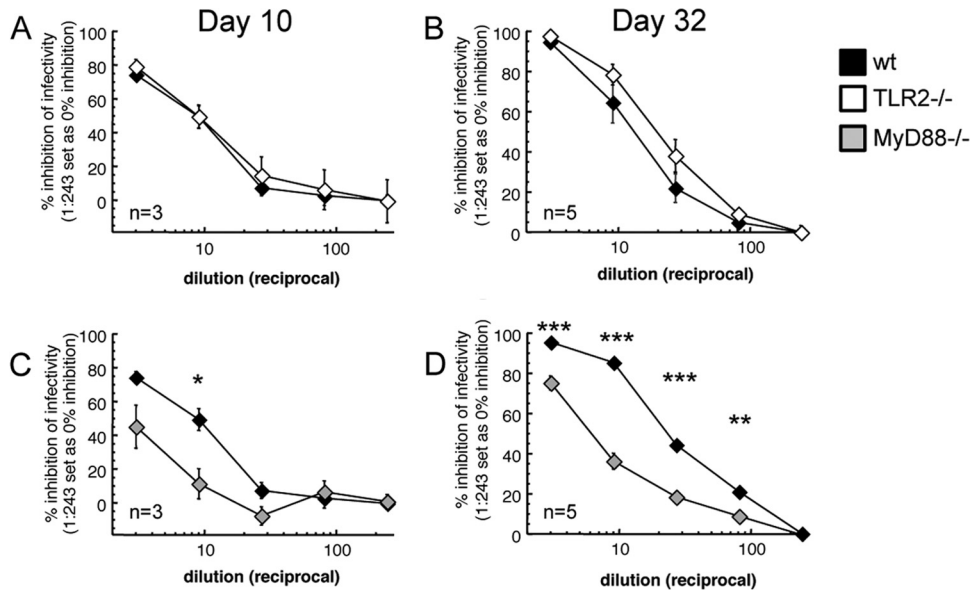 A
Day 10
% inhibition of infectivity
(1:243 set as 0% inhibition)
100
80
60
40
20
0
n=3
10
100
dilution (reciprocal)
B
Day 32
% inhibition of infectivity
(1:243 set as 0% inhibition)
100
80
60
40
20
0
n=5
10
100
dilution (reciprocal)
wt
TLR2-/-
MyD88-/-
C
% inhibition of infectivity
(1:243 set as 0% inhibition)
100
80
60
40
20
0
*
n=3
10
100
dilution (reciprocal)
D
% inhibition of infectivity
(1:243 set as 0% inhibition)
100
80
60
40
20
0
***
***
***
**
n=5
10
100
dilution (reciprocal)